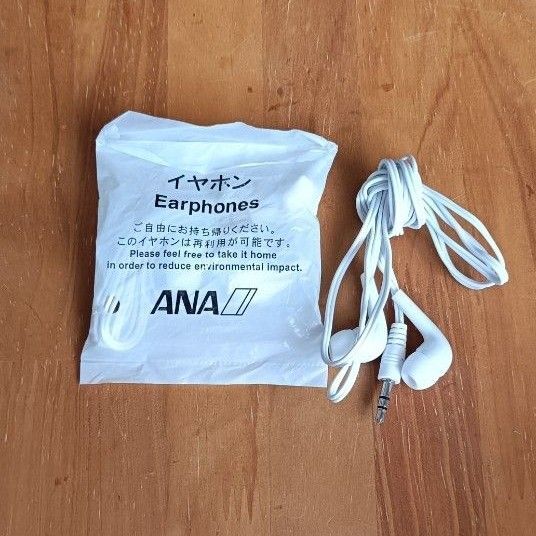 イヤホン
Earphones
ご自由にお持ち帰りください。
このイヤホンは再利用が可能です。
Please feel free to take it home
in order to reduce environmental impact.
ANA